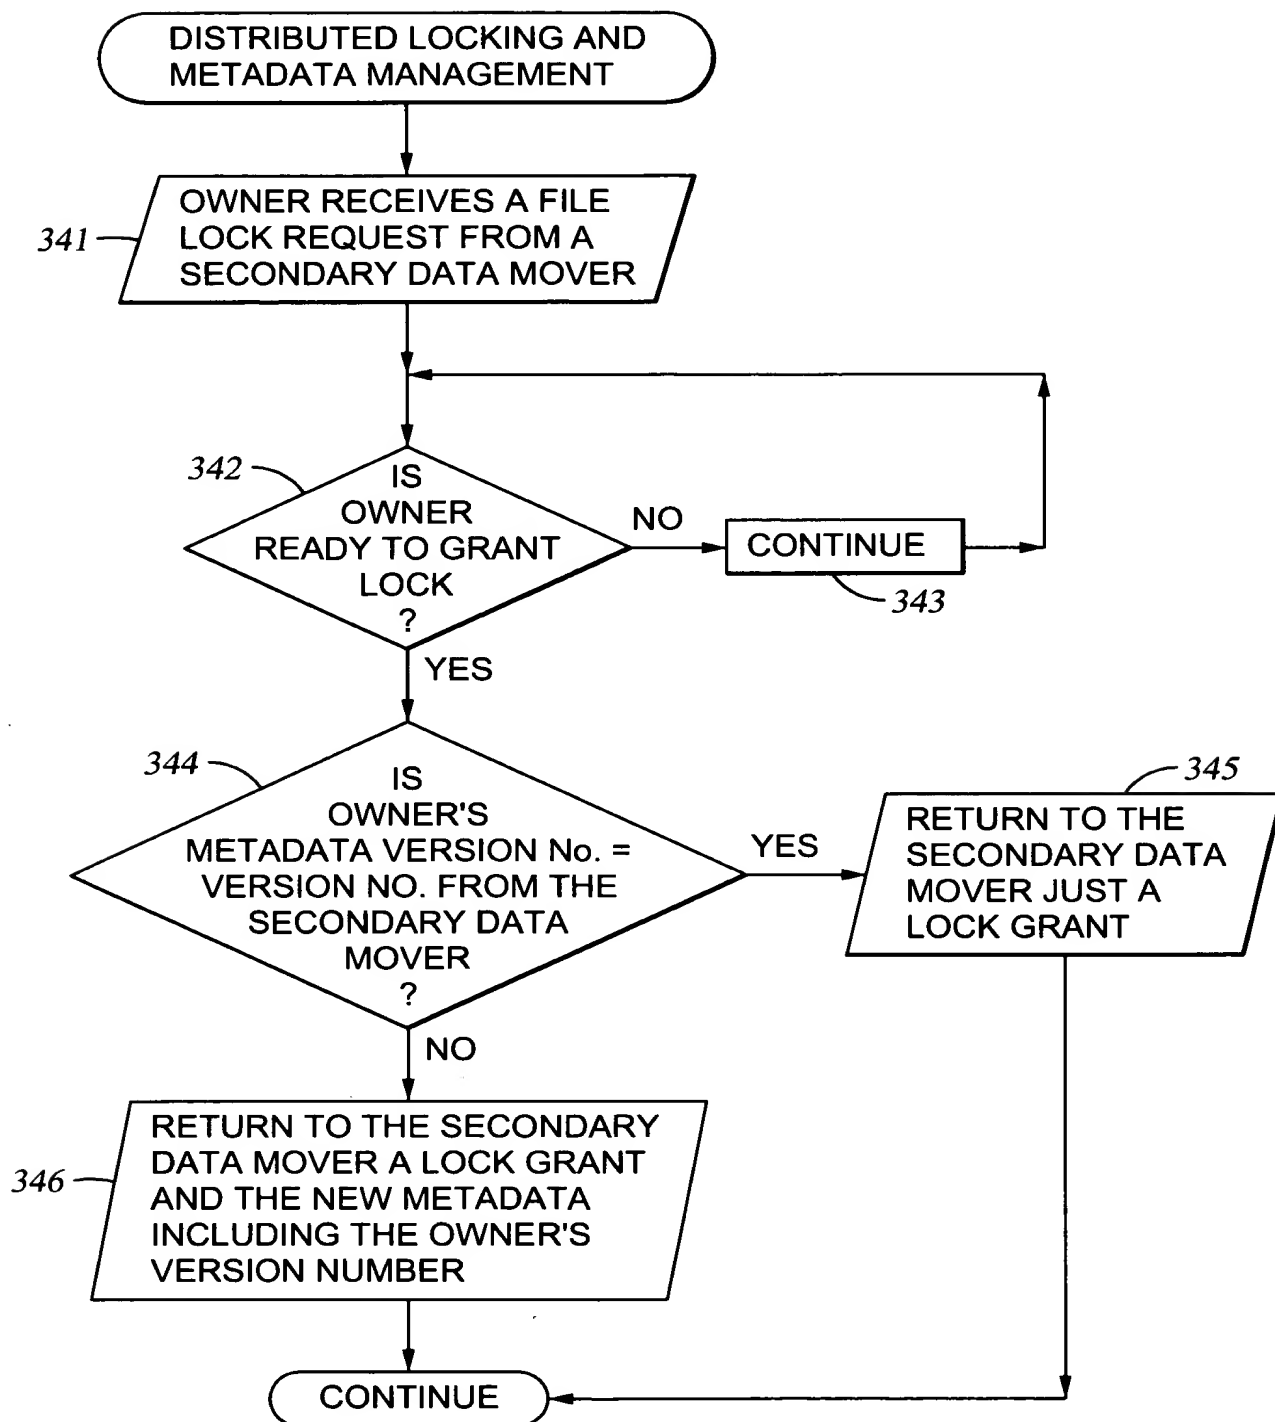 DISTRIBUTED LOCKING AND
METADATA MANAGEMENT
341
OWNER RECEIVES A FILE
LOCK REQUEST FROM A
SECONDARY DATA MOVER
342
IS
OWNER
READY TO GRANT
LOCK
?
NO
CONTINUE
343
YES
344
IS
OWNER'S
METADATA VERSION No. =
VERSION NO. FROM THE
SECONDARY DATA
MOVER
?
YES
345
RETURN TO THE
SECONDARY DATA
MOVER JUST A
LOCK GRANT
NO
346
RETURN TO THE SECONDARY
DATA MOVER A LOCK GRANT
AND THE NEW METADATA
INCLUDING THE OWNER'S
VERSION NUMBER
CONTINUE